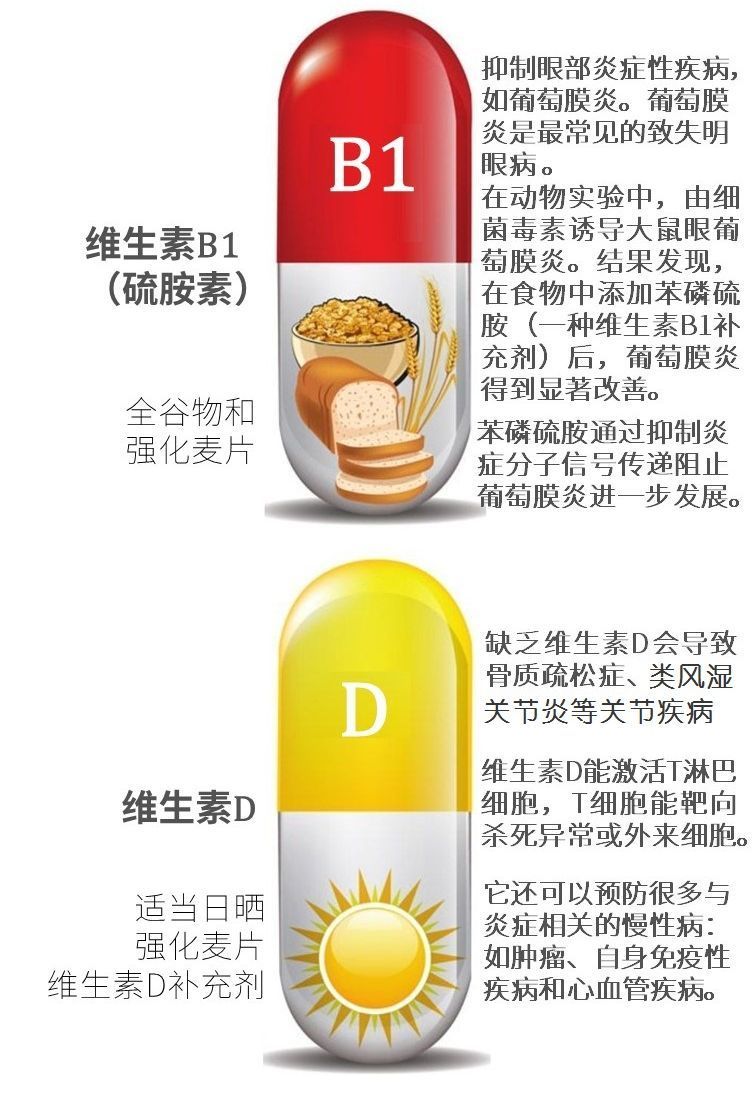 B1
维生素B1
（硫胺素）
全谷物和
强化麦片
抑制眼部炎症性疾病，
如葡萄膜炎。葡萄膜
炎是最常见的致失明
眼病。
在动物实验中，由细
菌毒素诱导大鼠眼葡
萄膜炎。结果发现，
在食物中添加苯磷硫
胺（一种维生素B1补
充剂）后，葡萄膜炎
得到显著改善。
苯磷硫胺通过抑制炎
症分子信号传递阻止
葡萄膜炎进一步发展。
D
维生素D
适当日晒
强化麦片
维生素D补充剂
缺乏维生素D会导致
骨质疏松症、类风湿
关节炎等关节疾病
维生素D能激活T淋巴
细胞，T细胞能靶向
杀死异常或外来细胞。
它还可以预防很多与
炎症相关的慢性病：
如肿瘤、自身免疫性
疾病和心血管疾病。